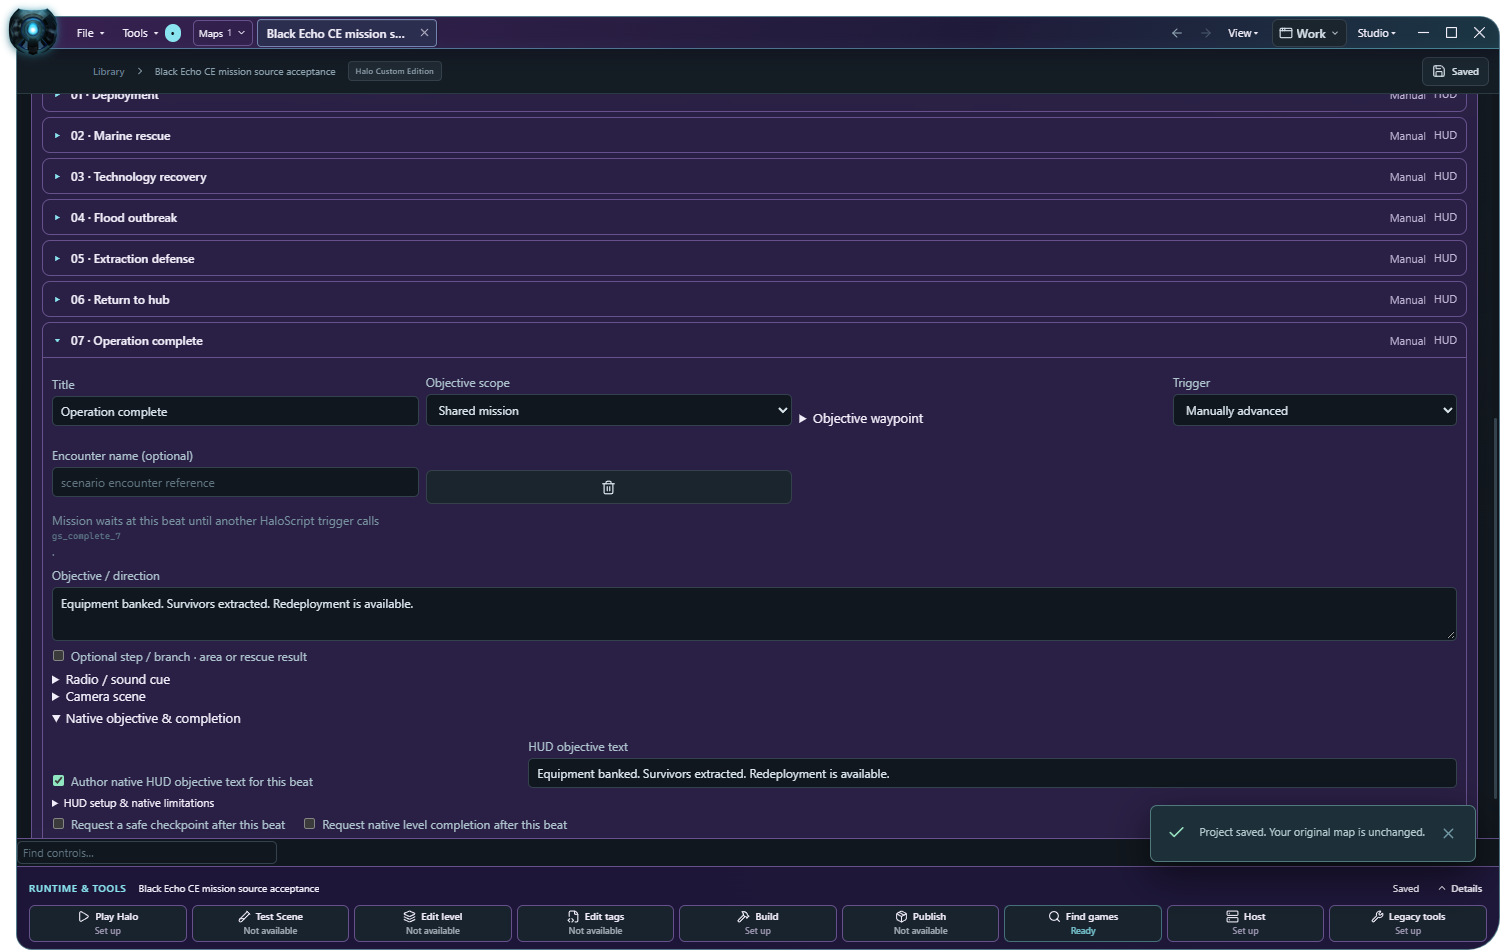 File Tools Maps 1 Black Echo CE mission s... View Work Studio
Library Black Echo CE mission source acceptance Halo Custom Edition Saved
01 · Deployment Manual HUD
02 · Marine rescue Manual HUD
03 · Technology recovery Manual HUD
04 · Flood outbreak Manual HUD
05 · Extraction defense Manual HUD
06 · Return to hub Manual HUD
07 · Operation complete Manual HUD
Title Objective scope Trigger
Operation complete Shared mission Objective waypoint Manually advanced
Encounter name (optional)
scenario encounter reference
Mission waits at this beat until another HaloScript trigger calls
gs_complete_7
.
Objective / direction
Equipment banked. Survivors extracted. Redeployment is available.
Optional step / branch · area or rescue result
Radio / sound cue
Camera scene
Native objective & completion
HUD objective text
Author native HUD objective text for this beat Equipment banked. Survivors extracted. Redeployment is available.
HUD setup & native limitations
Request a safe checkpoint after this beat Request native level completion after this beat
Project saved. Your original map is unchanged.
Find controls...
RUNTIME & TOOLS Black Echo CE mission source acceptance Saved Details
Play Halo Test Scene Edit level Edit tags Build Publish Find games Host Legacy tools
Set up Not available Not available Not available Set up Not available Ready Set up Set up